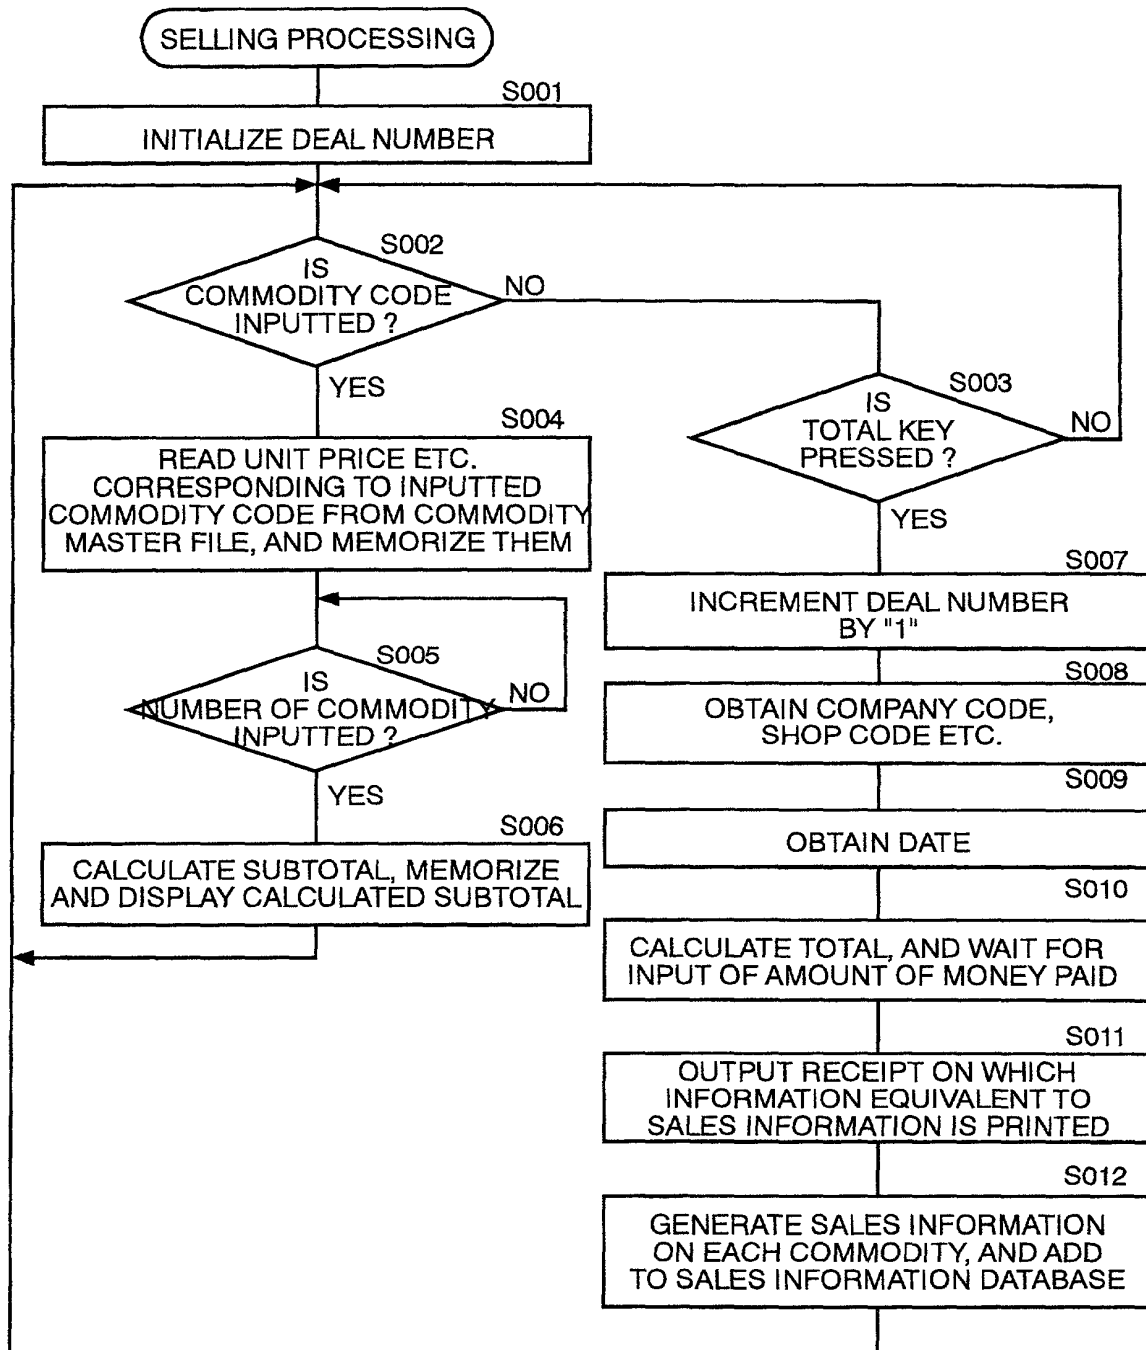 SELLING PROCESSING
S001
INITIALIZE DEAL NUMBER
S002
IS
COMMODITY CODE
INPUTTED ?
NO
YES
S003
IS
TOTAL KEY
PRESSED ?
NO
YES
S004
READ UNIT PRICE ETC.
CORRESPONDING TO INPUTTED
COMMODITY CODE FROM COMMODITY
MASTER FILE, AND MEMORIZE THEM
S005
IS
NUMBER OF COMMODITY
INPUTTED ?
NO
YES
S006
CALCULATE SUBTOTAL, MEMORIZE
AND DISPLAY CALCULATED SUBTOTAL
S007
INCREMENT DEAL NUMBER
BY "1"
S008
OBTAIN COMPANY CODE,
SHOP CODE ETC.
S009
OBTAIN DATE
S010
CALCULATE TOTAL, AND WAIT FOR
INPUT OF AMOUNT OF MONEY PAID
S011
OUTPUT RECEIPT ON WHICH
INFORMATION EQUIVALENT TO
SALES INFORMATION IS PRINTED
S012
GENERATE SALES INFORMATION
ON EACH COMMODITY, AND ADD
TO SALES INFORMATION DATABASE